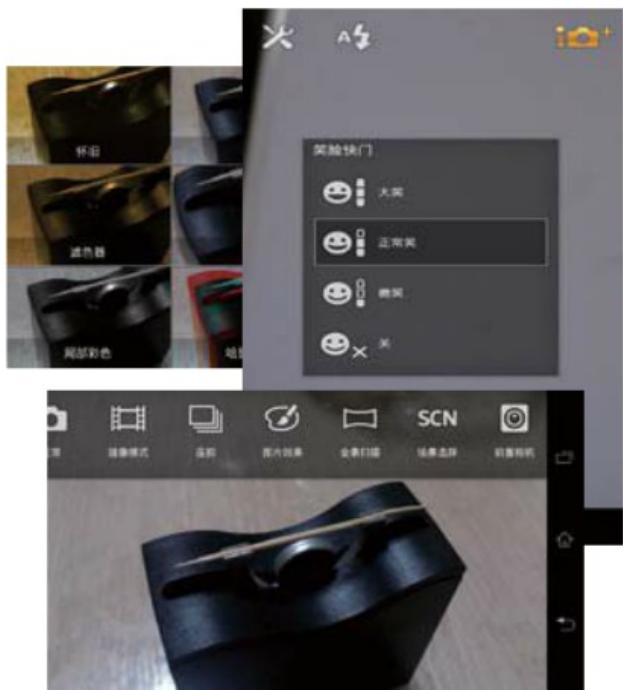 A
i +
怀旧
滤色器
局部彩色
笑脸快门
大笑
正常笑
微笑
关
摄像模式
连拍
照片效果
全景扫描
SCN
场景选择
前置相机